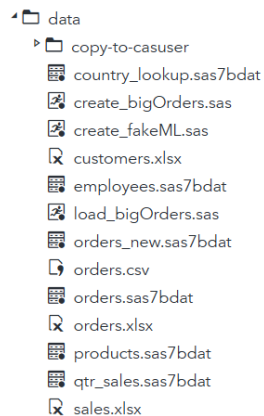 data
copy-to-casuser
country_lookup.sas7bdat
create_bigOrders.sas
create_fakeML.sas
customers.xlsx
employees.sas7bdat
load_bigOrders.sas
orders_new.sas7bdat
orders.csv
orders.sas7bdat
orders.xlsx
products.sas7bdat
qtr_sales.sas7bdat
sales.xlsx